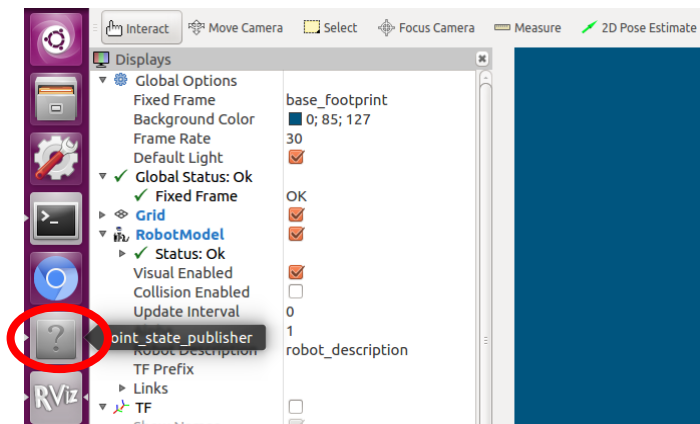 Interact Move Camera Select Focus Camera Measure 2D Pose Estimate
Displays
Global Options
Fixed Frame base_footprint
Background Color 0; 85; 127
Frame Rate 30
Default Light
Global Status: Ok
Fixed Frame OK
Grid
RobotModel
Status: Ok
Visual Enabled
Collision Enabled
Update Interval 0
1
oint_state_publisher
Robot Description robot_description
TF Prefix
Links
TF
>_
?
RViz